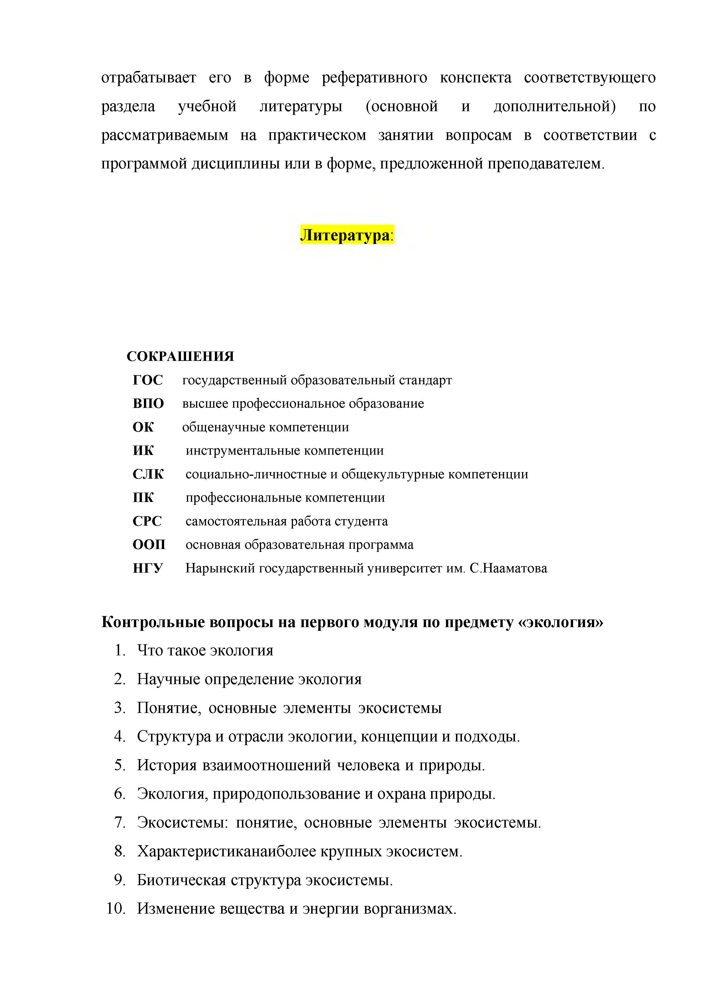 отрабатывает его в форме реферативного конспекта соответствующего
раздела учебной литературы (основной и дополнительной) по
рассматриваемым на практическом занятии вопросам в соответствии с
программой дисциплины или в форме, предложенной преподавателем.
Литература:
СОКРАШЕНИЯ
ГОС государственный образовательный стандарт
ВПО высшее профессиональное образование
ОК общенаучные компетенции
ИК инструментальные компетенции
СЛК социально-личностные и общекультурные компетенции
ПК профессиональные компетенции
СРС самостоятельная работа студента
ООП основная образовательная программа
НГУ Нарынский государственный университет им. С.Нааматова
Контрольные вопросы на первого модуля по предмету «экология»
1. Что такое экология
2. Научные определение экология
3. Понятие, основные элементы экосистемы
4. Структура и отрасли экологии, концепции и подходы.
5. История взаимоотношений человека и природы.
6. Экология, природопользование и охрана природы.
7. Экосистемы: понятие, основные элементы экосистемы.
8. Характеристиканаиболее крупных экосистем.
9. Биотическая структура экосистемы.
10. Изменение вещества и энергии ворганизмах.